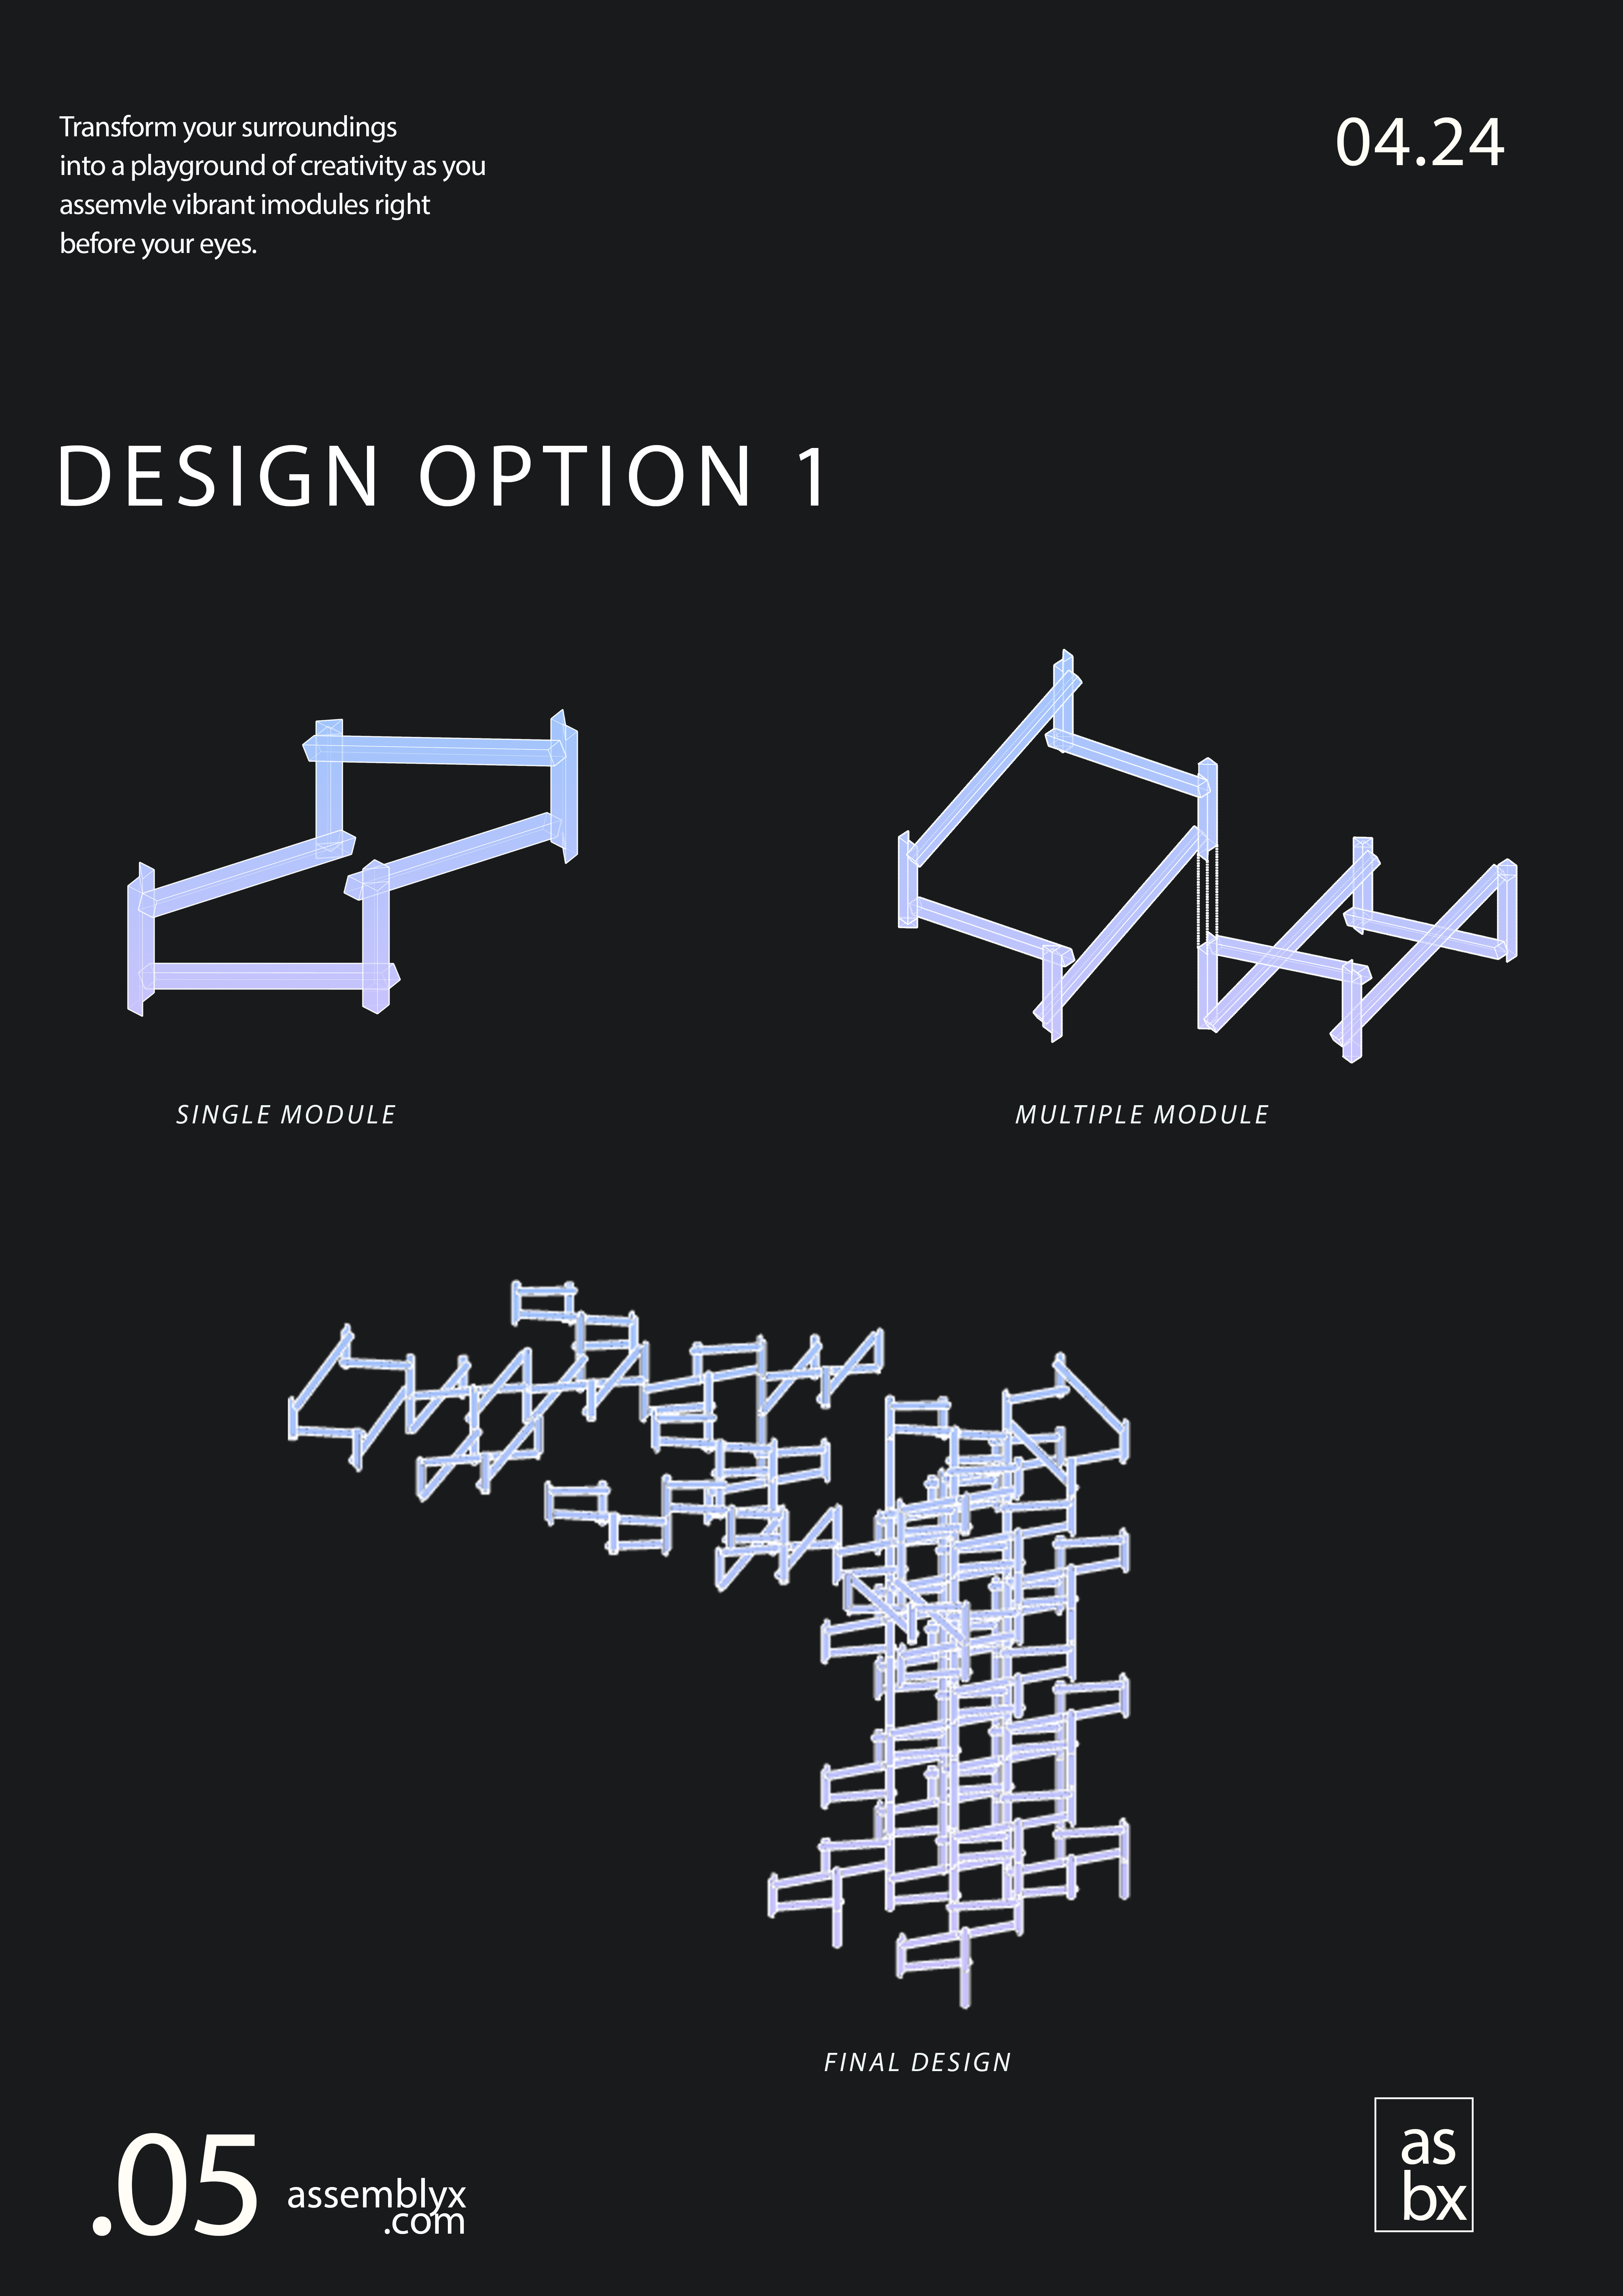 Transform your surroundings
into a playground of creativity as you
assemvle vibrant imodules right
before your eyes.
04.24
DESIGN OPTION 1
SINGLE MODULE
MULTIPLE MODULE
FINAL DESIGN
.05
assemblyx
.com
as
bx